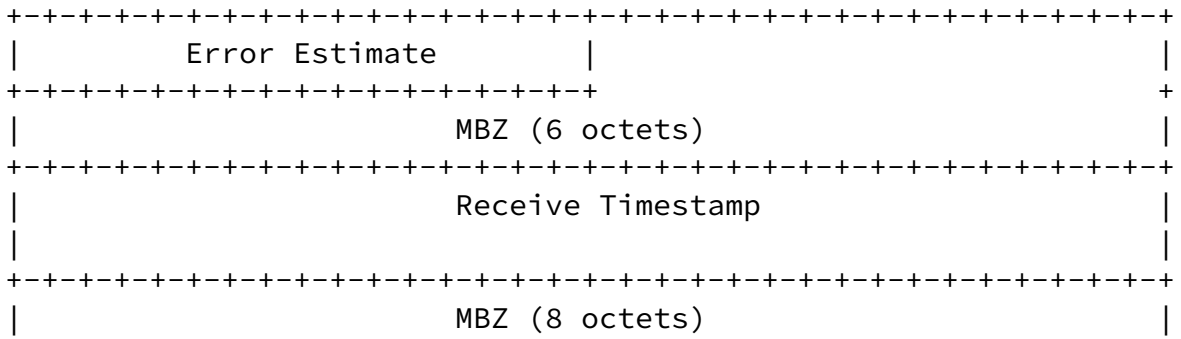 +-+-+-+-+-+-+-+-+-+-+-+-+-+-+-+-+-+-+-+-+-+-+-+-+-+-+-+-+-+-+-+-+
|         Error Estimate        |                               |
+-+-+-+-+-+-+-+-+-+-+-+-+-+-+-+-+                               +
|                        MBZ (6 octets)                         |
+-+-+-+-+-+-+-+-+-+-+-+-+-+-+-+-+-+-+-+-+-+-+-+-+-+-+-+-+-+-+-+-+
|                        Receive Timestamp                      |
|                                                               |
+-+-+-+-+-+-+-+-+-+-+-+-+-+-+-+-+-+-+-+-+-+-+-+-+-+-+-+-+-+-+-+-+
|                        MBZ (8 octets)                         |